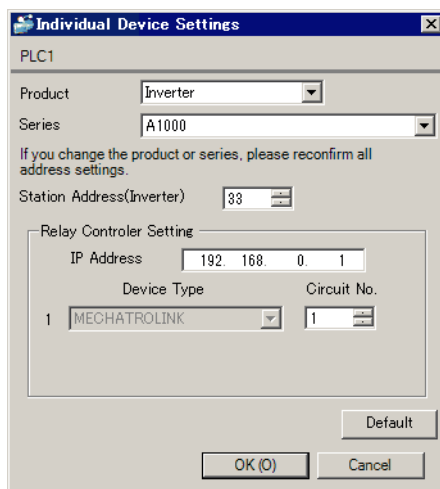 Individual Device Settings
PLC1
Product Inverter
Series A1000
If you change the product or series, please reconfirm all
address settings.
Station Address(Inverter) 33
Relay Controler Setting
IP Address 192. 168. 0. 1
Device Type Circuit No.
1 MECHATROLINK 1
Default
OK (O) Cancel